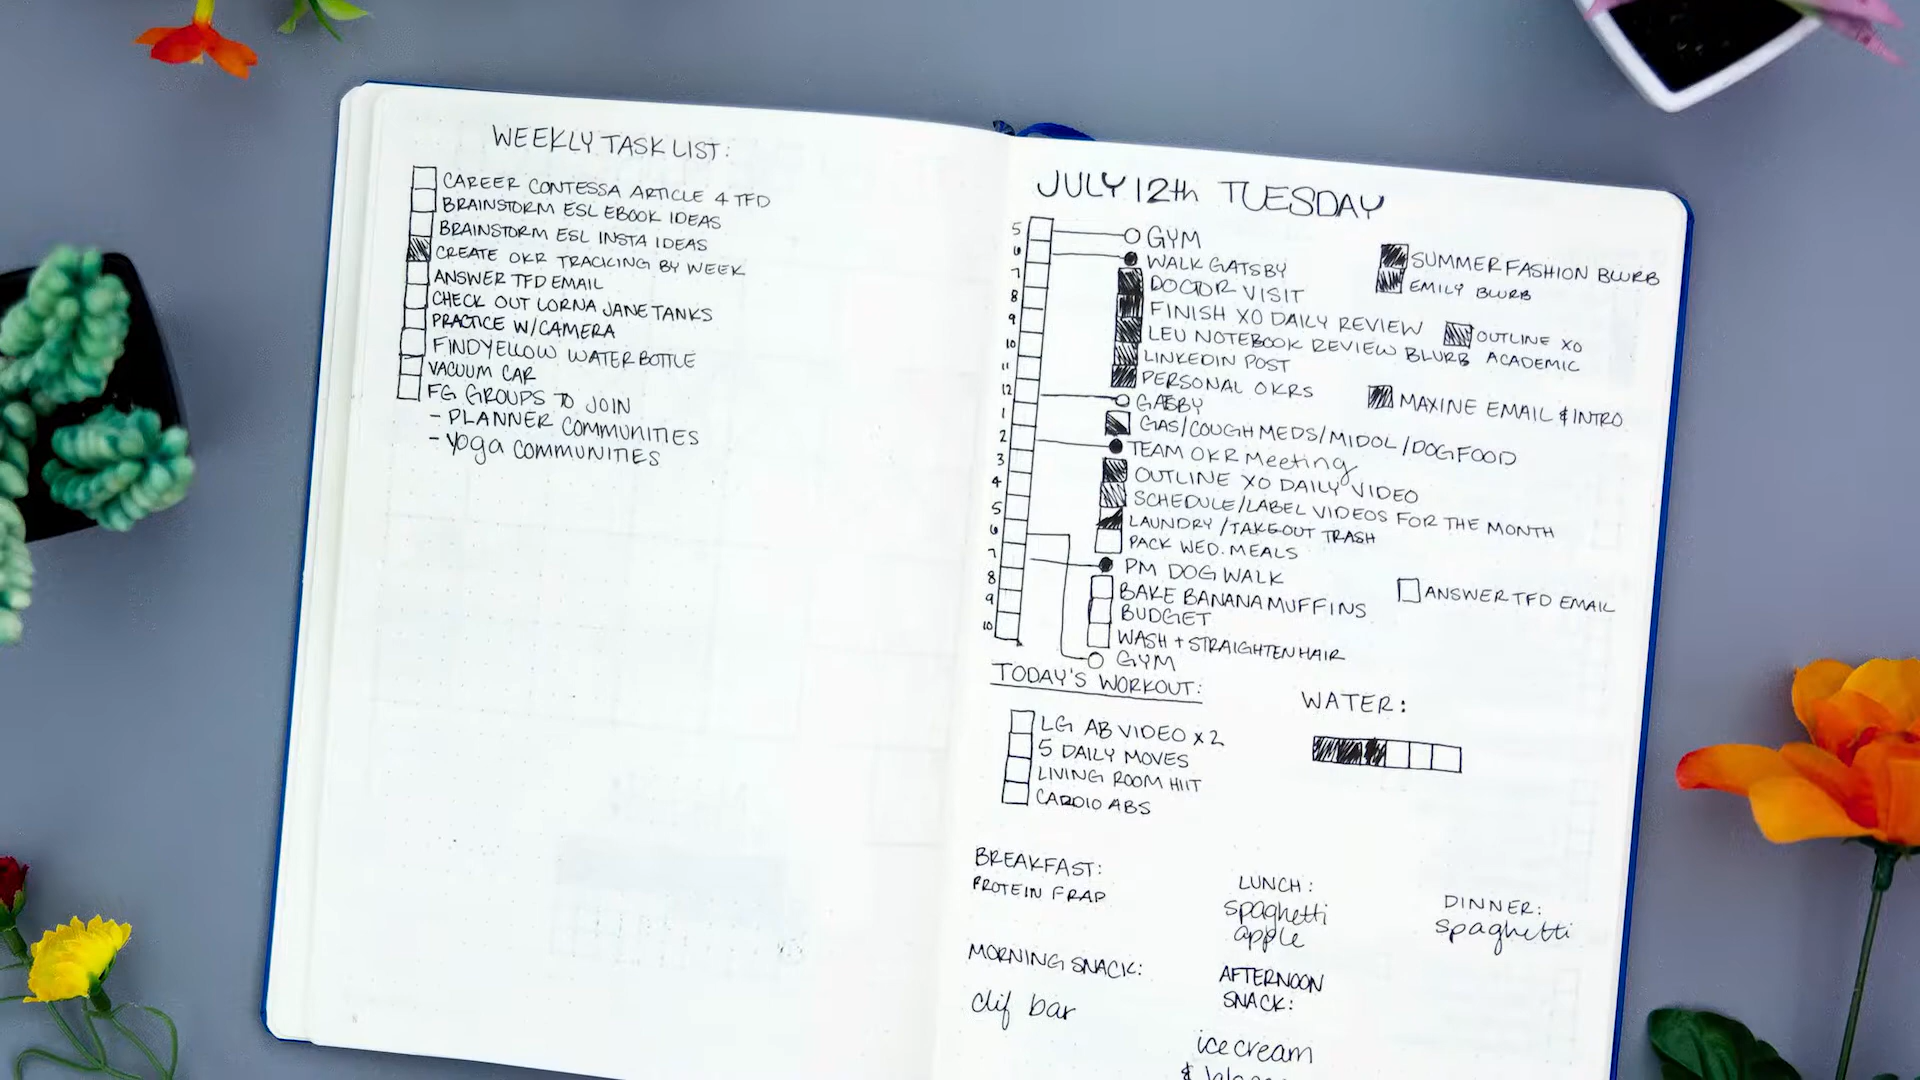 WEEKLY TASK LIST:
CAREER CONTESSA ARTICLE 4 TFD
BRAINSTORM ESL EBOOK IDEAS
BRAINSTORM ESL INSTA IDEAS
CREATE OKR TRACKING BY WEEK
ANSWER TFD EMAIL
CHECK OUT LORNA JANE TANKS
PRACTICE W/CAMERA
FIND YELLOW WATER BOTTLE
VACUUM CAR
FG GROUPS TO JOIN
- PLANNER COMMUNITIES
- Yoga COMMUNITIES
JULY 12th TUESDAY
5
6
7
8
9
10
11
12
1
2
3
4
5
6
7
8
9
10
GYM
WALK GATSBY
DOCTOR VISIT
FINISH XO DAILY REVIEW
LEU NOTEBOOK REVIEW BLURB
LINKEDIN POST
PERSONAL OKRS
GATSBY
GAS/COUGH MEDS/MIDOL/DOG FOOD
TEAM OKR Meeting
OUTLINE XO DAILY VIDEO
SCHEDULE/LABEL VIDEOS FOR THE MONTH
LAUNDRY/TAKEOUT TRASH
PACK WED. MEALS
PM DOG WALK
BAKE BANANA MUFFINS
BUDGET
WASH + STRAIGHTEN HAIR
GYM
SUMMER FASHION BLURB
EMILY BLURB
OUTLINE XO
ACADEMIC
MAXINE EMAIL & INTRO
ANSWER TFD EMAIL
TODAY'S WORKOUT:
LG AB VIDEO x 2
5 DAILY MOVES
LIVING ROOM HIIT
CARDIO ABS
WATER:
BREAKFAST:
PROTEIN FRAP
LUNCH:
spaghetti
apple
DINNER:
spaghetti
MORNING SNACK:
clif bar
AFTERNOON
SNACK:
ice cream
&